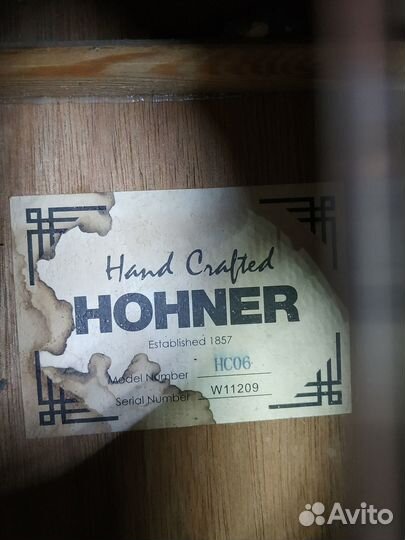 Hand Crafted
HOHNER
Established 1857
Model Number HC06
Serial Number W11209
Avito